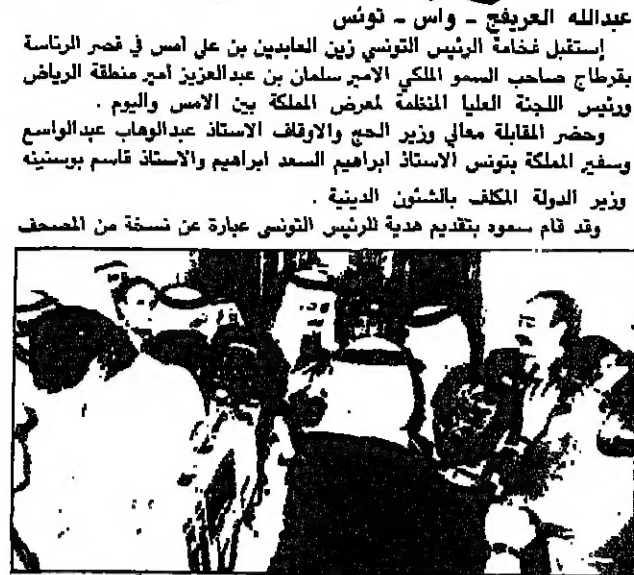 عبدالله العريفج - واس - تونس
إستقبل فخامة الرئيس التونسي زين العابدين بن علي أمس في قصر الرئاسة
بقرطاج صاحب السمو الملكي الامير سلمان بن عبدالعزيز أمير منطقة الرياض
ورئيس اللجنة العليا المنظمة لمعرض المملكة بين الامس واليوم .
وحضر المقابلة معالي وزير الحج والاوقاف الاستاذ عبدالوهاب عبدالواسع
وسفير المملكة بتونس الاستاذ ابراهيم السعد ابراهيم والاستاذ قاسم بوسنينه
وزير الدولة المكلف بالشئون الدينية .
وقد قام سموه بتقديم هدية للرئيس التونسى عبارة عن نسخة من المصحف